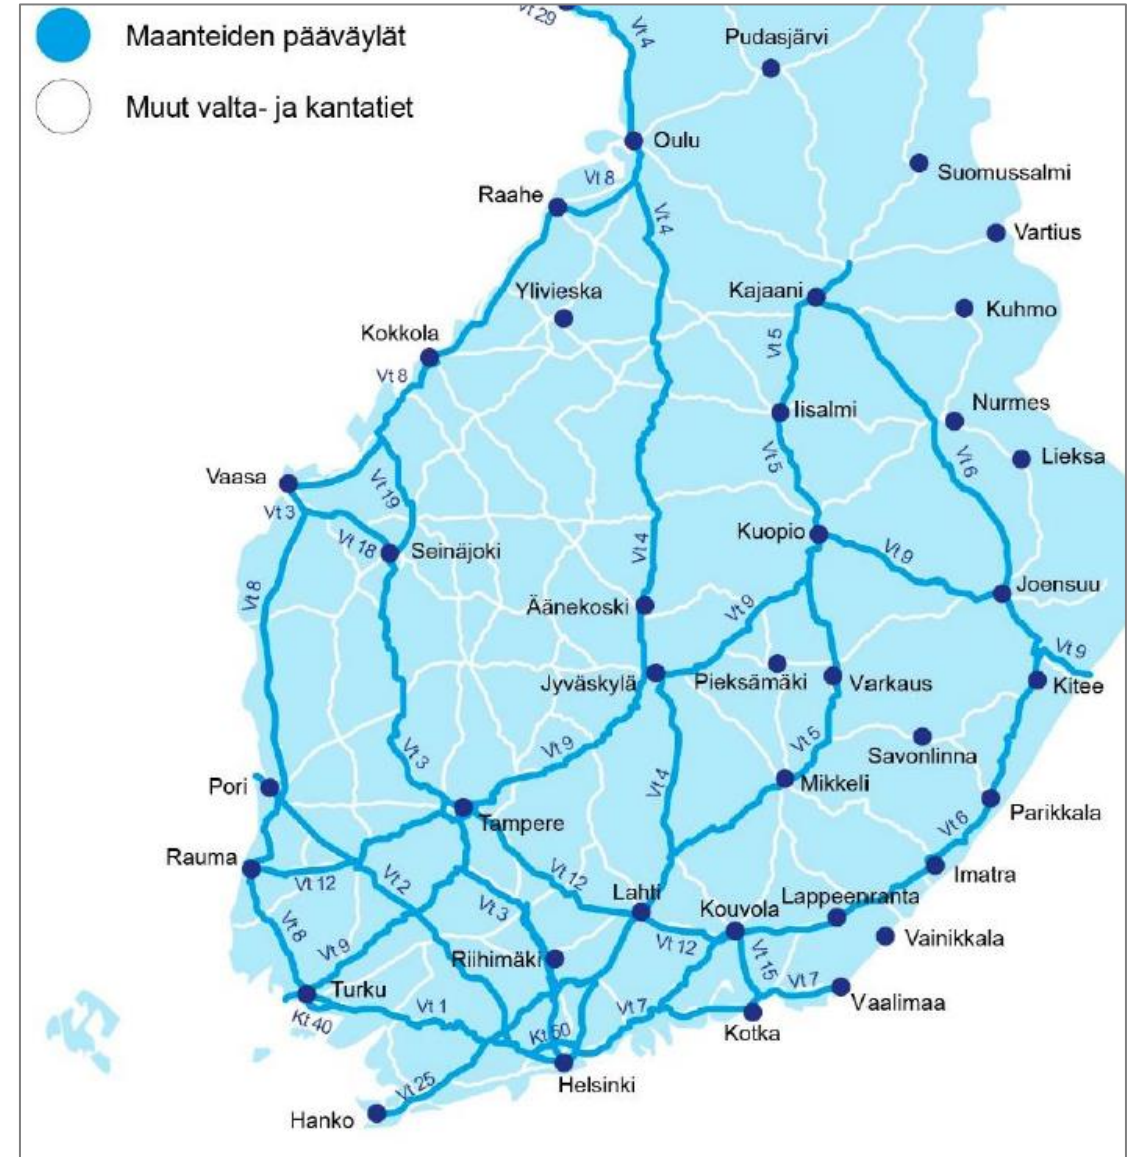 Vt 29
Vt 4
Maanteiden pääväylät
Pudasjärvi
Muut valta- ja kantatiet
Oulu
Suomussalmi
Vt 8
Raahe
Vt 4
Vartius
Ylivieska
Kajaani
Kuhmo
Kokkola
Vt 5
Vt 8
Iisalmi
Nurmes
Lieksa
Vt 5
Vt 6
Vaasa
Vt 19
Vt 3
Kuopio
Vt 18
Seinäjoki
Vt 4
Vt 9
Joensuu
Vt 8
Äänekoski
Vt 9
Vt 9
Jyväskylä
Pieksämäki
Varkaus
Kitee
Vt 3
Vt 9
Vt 5
Savonlinna
Vt 4
Pori
Mikkeli
Parikkala
Tampere
Vt 6
Rauma
Vt 12
Vt 2
Vt 12
Imatra
Lahti
Kouvola
Lappeenranta
Vt 8
Vt 3
Vt 9
Vt 12
Vt 15
Vainikkala
Riihimäki
Turku
Vt 1
Vt 7
Vt 7
Vaalimaa
Kt 40
Kt 50
Kotka
Vt 25
Helsinki
Hanko